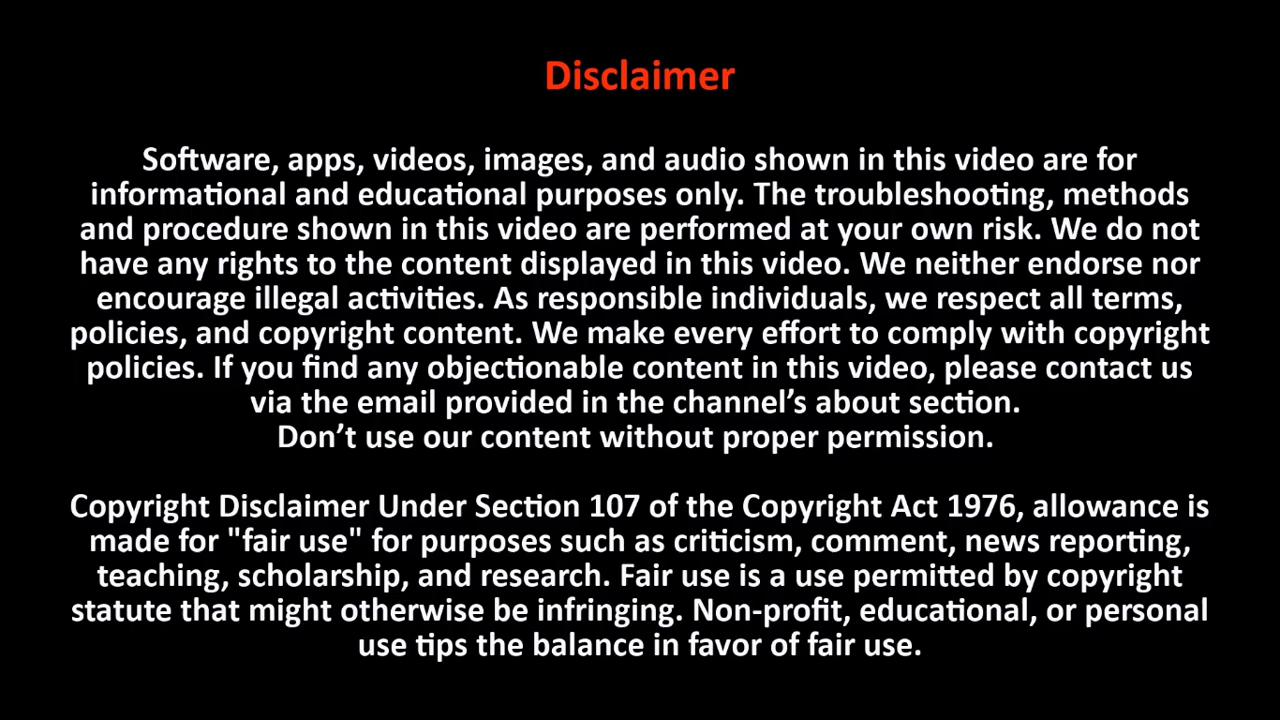 Disclaimer
Software, apps, videos, images, and audio shown in this video are for
informational and educational purposes only. The troubleshooting, methods
and procedure shown in this video are performed at your own risk. We do not
have any rights to the content displayed in this video. We neither endorse nor
encourage illegal activities. As responsible individuals, we respect all terms,
policies, and copyright content. We make every effort to comply with copyright
policies. If you find any objectionable content in this video, please contact us
via the email provided in the channel’s about section.
Don’t use our content without proper permission.
Copyright Disclaimer Under Section 107 of the Copyright Act 1976, allowance is
made for "fair use" for purposes such as criticism, comment, news reporting,
teaching, scholarship, and research. Fair use is a use permitted by copyright
statute that might otherwise be infringing. Non-profit, educational, or personal
use tips the balance in favor of fair use.